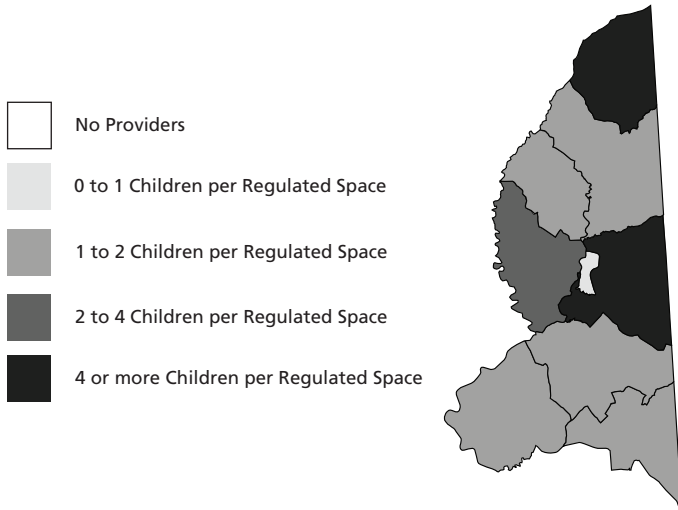 No Providers
0 to 1 Children per Regulated Space
1 to 2 Children per Regulated Space
2 to 4 Children per Regulated Space
4 or more Children per Regulated Space